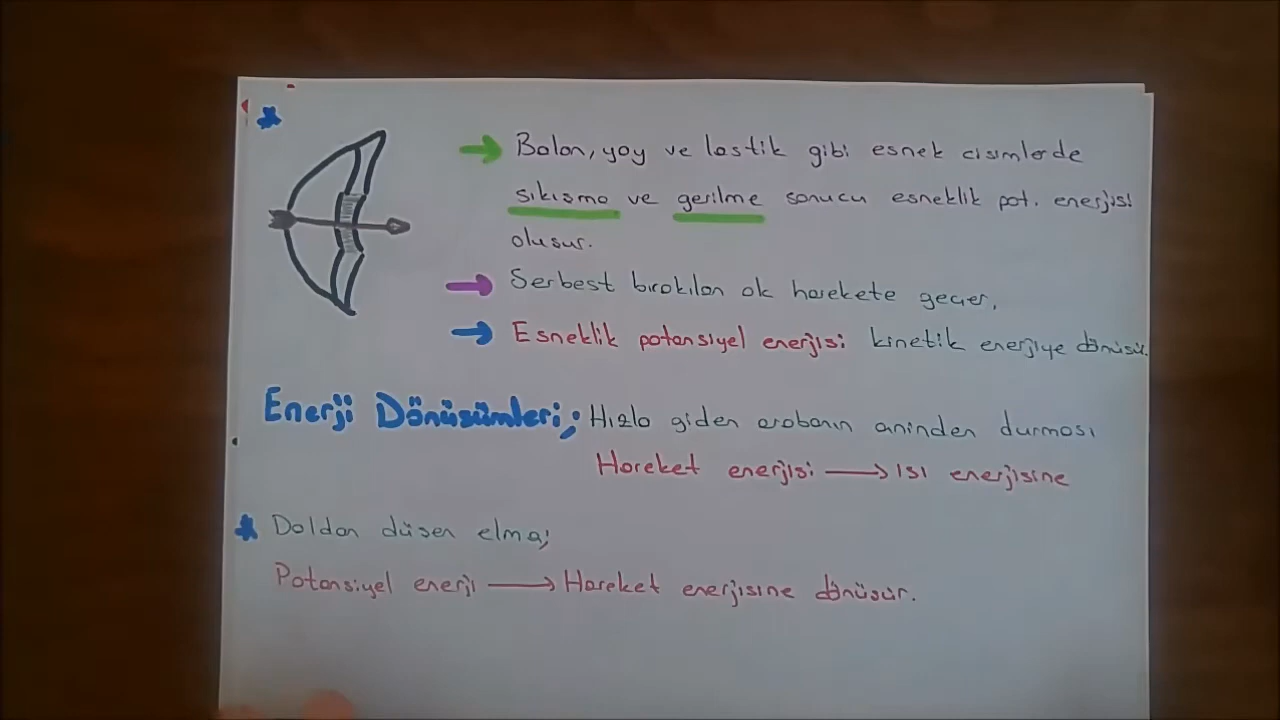 Balon, yay ve lastik gibi esnek cisimlerde
sıkışma ve gerilme sonucu esneklik pot. enerjisi
oluşur.
Serbest bırakılan ok harekete geçer.
Esneklik potansiyel enerjisi kinetik enerjiye dönüşür.
Enerji Dönüşümleri; Hızla giden arabanın aninden durması
Hareket enerjisi → ısı enerjisine
Daldan düşen elma;
Potansiyel enerji → Hareket enerjisine dönüşür.